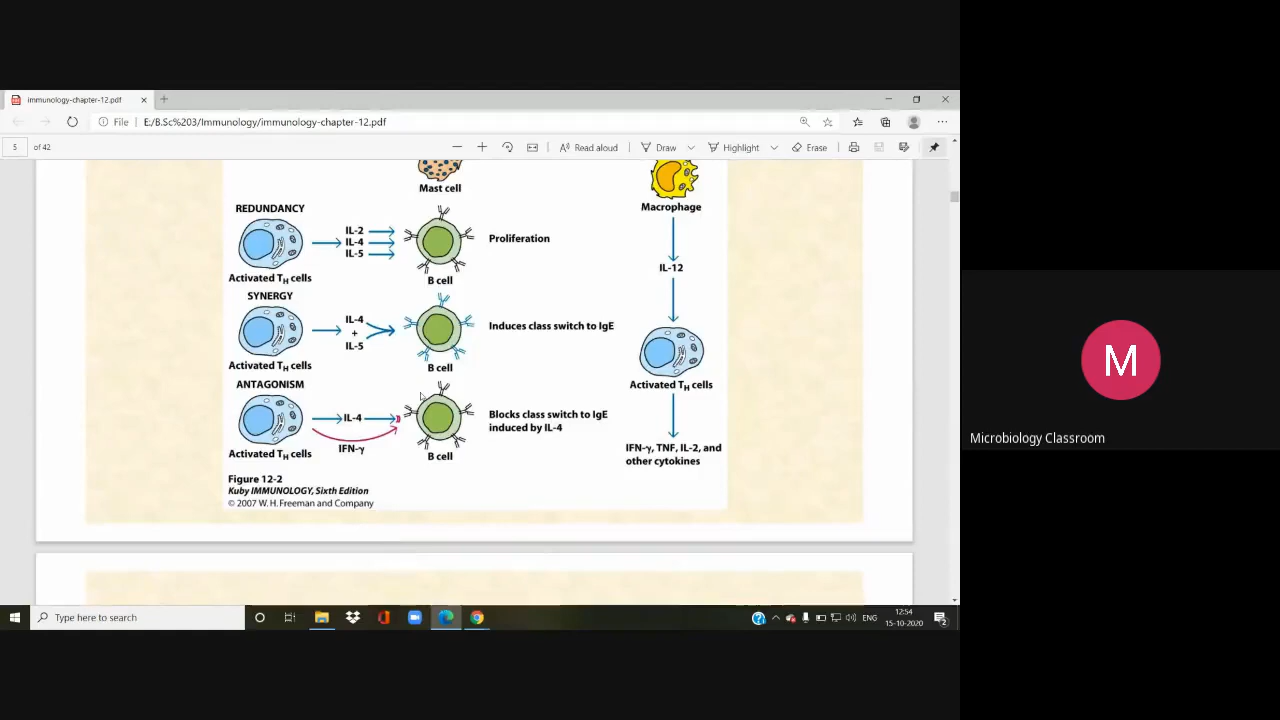 immunology-chapter-12.pdf
File | E:/B.Sc%203/Immunology/immunology-chapter-12.pdf
5 of 42
Read aloud
Draw
Highlight
Erase
Mast cell
REDUNDANCY
IL-2
IL-4
IL-5
Proliferation
Activated TH cells
B cell
SYNERGY
IL-4
+
IL-5
Induces class switch to IgE
Activated TH cells
B cell
ANTAGONISM
IL-4
IFN-γ
Blocks class switch to IgE
induced by IL-4
Activated TH cells
B cell
Figure 12-2
Kuby IMMUNOLOGY, Sixth Edition
© 2007 W. H. Freeman and Company
Macrophage
IL-12
Activated TH cells
IFN-γ, TNF, IL-2, and
other cytokines
M
Microbiology Classroom
Type here to search
ENG
12:54
15-10-2020
2